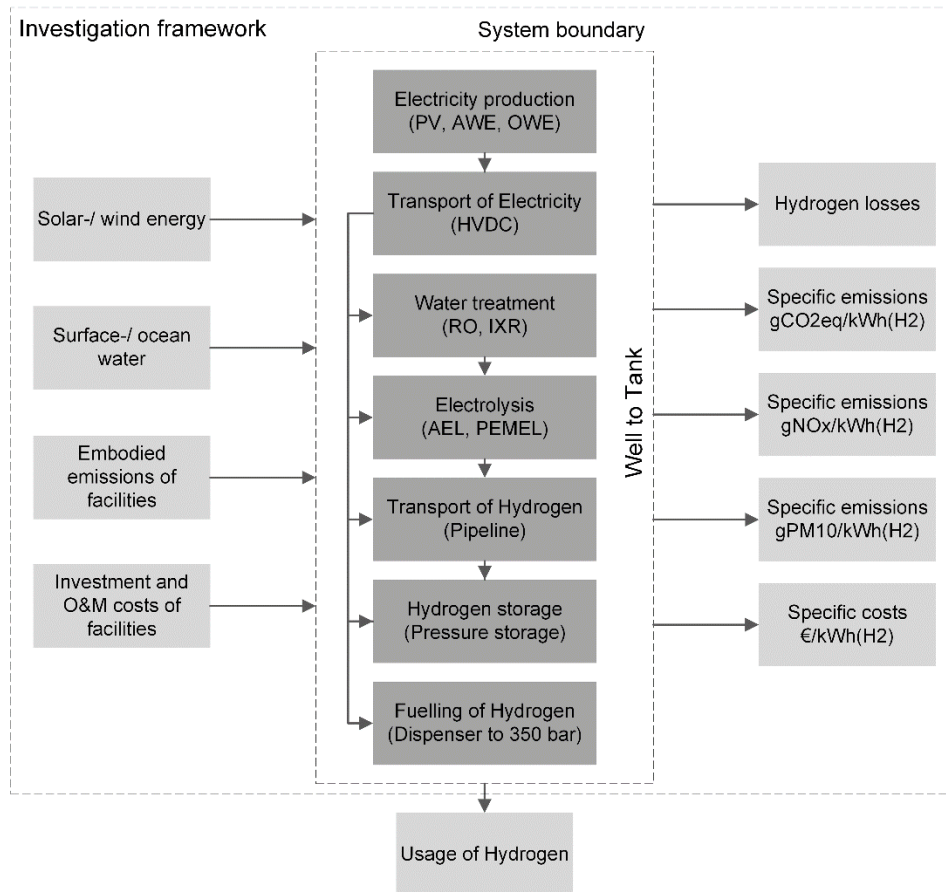 Investigation framework
System boundary
Electricity production
(PV, AWE, OWE)
Transport of Electricity
(HVDC)
Water treatment
(RO, IXR)
Electrolysis
(AEL, PEMEL)
Transport of Hydrogen
(Pipeline)
Hydrogen storage
(Pressure storage)
Fuelling of Hydrogen
(Dispenser to 350 bar)
Solar-/ wind energy
Surface-/ ocean
water
Embodied
emissions of
facilities
Investment and
O&M costs of
facilities
Well to Tank
Hydrogen losses
Specific emissions
gCO2eq/kWh(H2)
Specific emissions
gNOx/kWh(H2)
Specific emissions
gPM10/kWh(H2)
Specific costs
€/kWh(H2)
Usage of Hydrogen